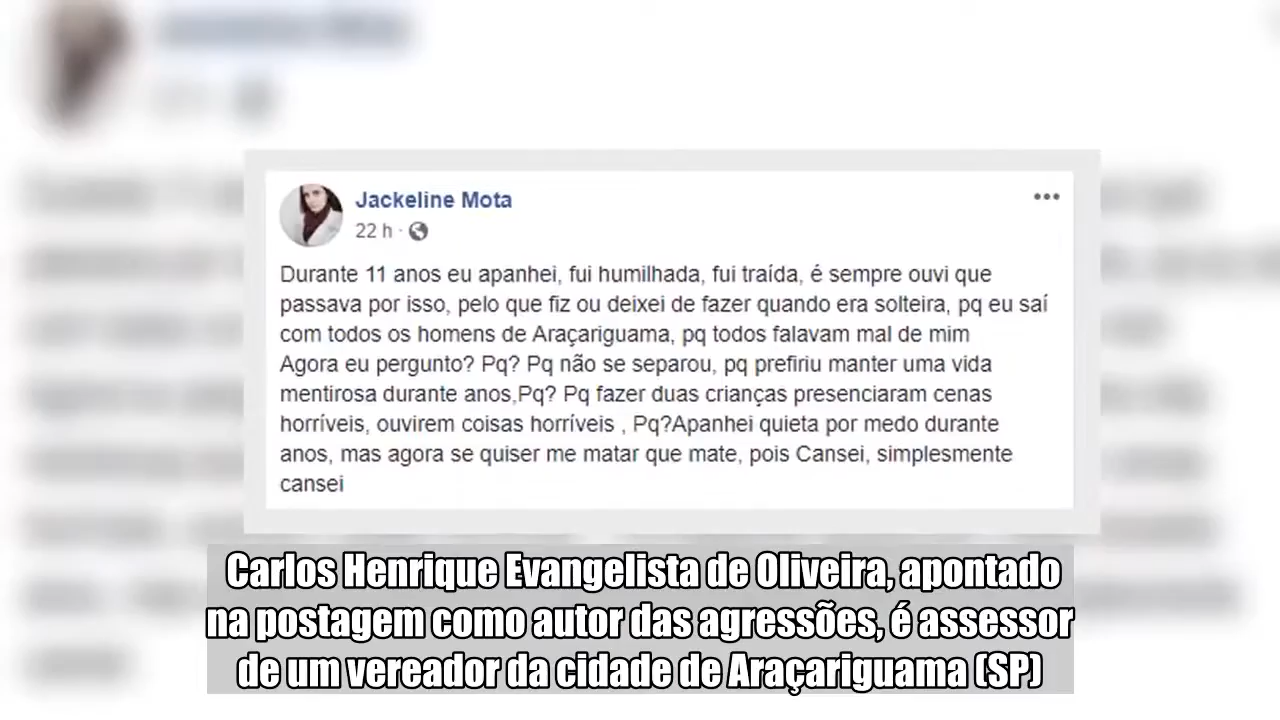 Jackeline Mota
22 h ·
Durante 11 anos eu apanhei, fui humilhada, fui traída, é sempre ouvi que
passava por isso, pelo que fiz ou deixei de fazer quando era solteira, pq eu saí
com todos os homens de Araçariguama, pq todos falavam mal de mim
Agora eu pergunto? Pq? Pq não se separou, pq prefiriu manter uma vida
mentirosa durante anos,Pq? Pq fazer duas crianças presenciaram cenas
horríveis, ouvirem coisas horríveis , Pq?Apanhei quieta por medo durante
anos, mas agora se quiser me matar que mate, pois Cansei, simplesmente
cansei
Carlos Henrique Evangelista de Oliveira, apontado
na postagem como autor das agressões, é assessor
de um vereador da cidade de Araçariguama (SP)